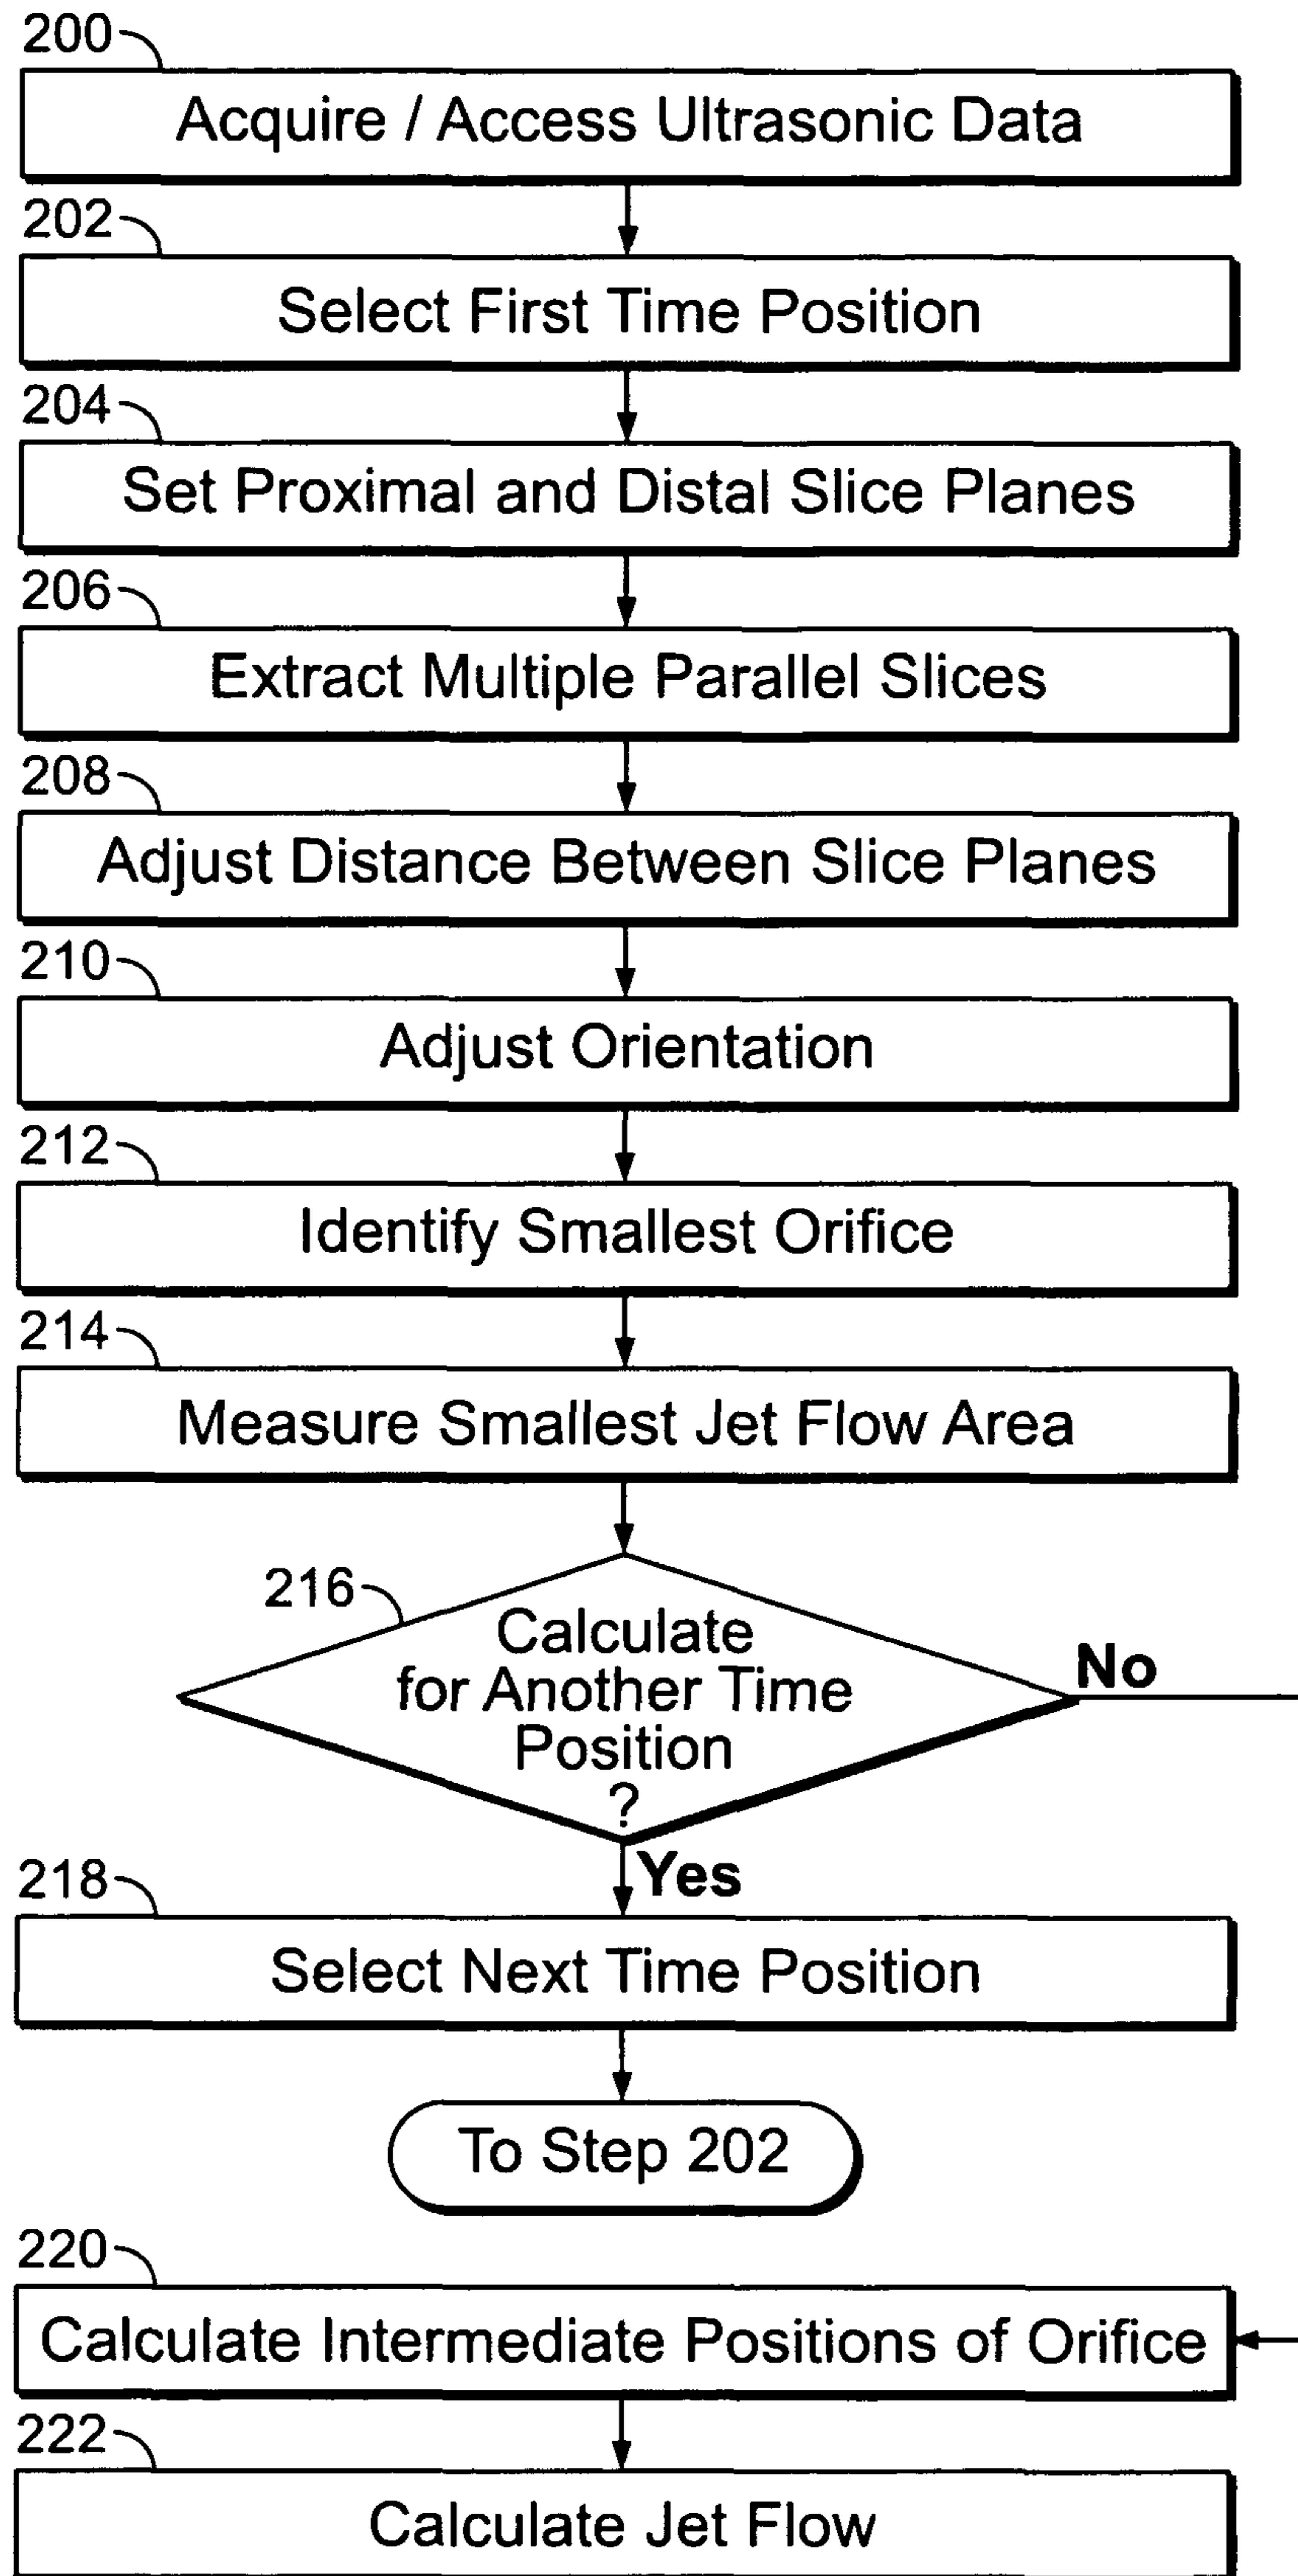 200
Acquire / Access Ultrasonic Data
202
Select First Time Position
204
Set Proximal and Distal Slice Planes
206
Extract Multiple Parallel Slices
208
Adjust Distance Between Slice Planes
210
Adjust Orientation
212
Identify Smallest Orifice
214
Measure Smallest Jet Flow Area
216
Calculate
for Another Time
Position
?
No
Yes
218
Select Next Time Position
To Step 202
220
Calculate Intermediate Positions of Orifice
222
Calculate Jet Flow